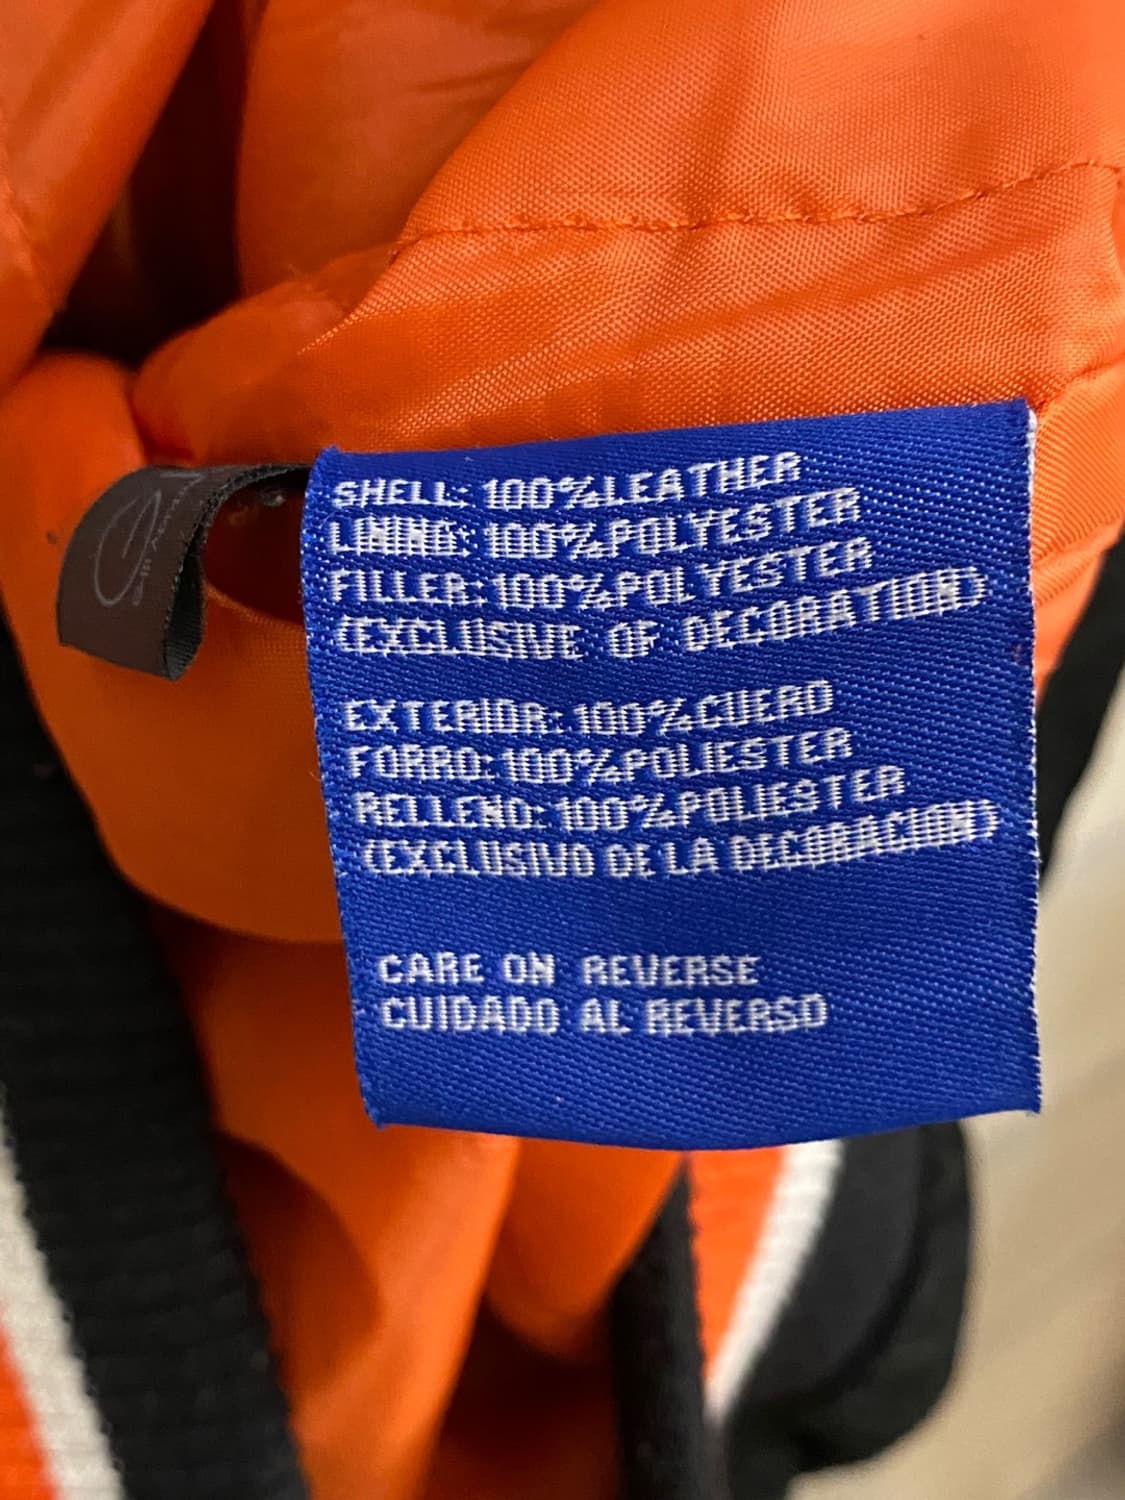 SHELL: 100%LEATHER
LINING: 100%POLYESTER
FILLER:100%POLYESTER
(EXCLUSIVE OF DECORATION)
EXTERIOR: 100%CUERO
FORRO:100%POLIESTER
RELLENO:100%POLIESTER
(EXCLUSIVO DE LA DECORACION)
CARE ON REVERSE
CUIDADO AL REVERSO